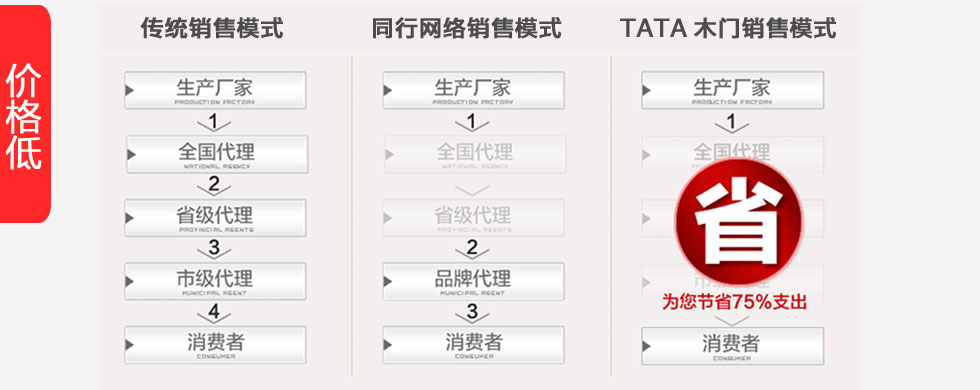 价格低
传统销售模式
生产厂家
PRODUCTION FACTORY
1
全国代理
NATIONAL AGENCY
2
省级代理
PROVINCIAL AGENTS
3
市级代理
MUNICIPAL AGENT
4
消费者
CONSUMER
同行网络销售模式
生产厂家
PRODUCTION FACTORY
1
全国代理
NATIONAL AGENCY
省级代理
PROVINCIAL AGENTS
2
品牌代理
MUNICIPAL AGENT
3
消费者
CONSUMER
TATA 木门销售模式
生产厂家
PRODUCTION FACTORY
1
全国代理
省
为您节省75%支出
消费者
CONSUMER